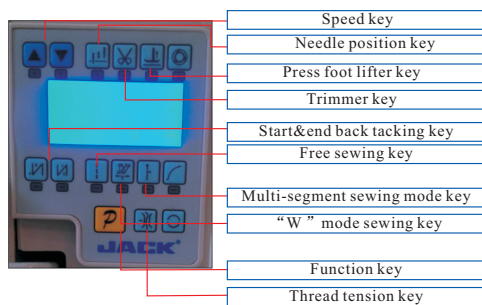 Speed key
Needle position key
Press foot lifter key
Trimmer key
Start&end back tacking key
Free sewing key
Multi-segment sewing mode key
“W ” mode sewing key
Function key
Thread tension key
P
JACK